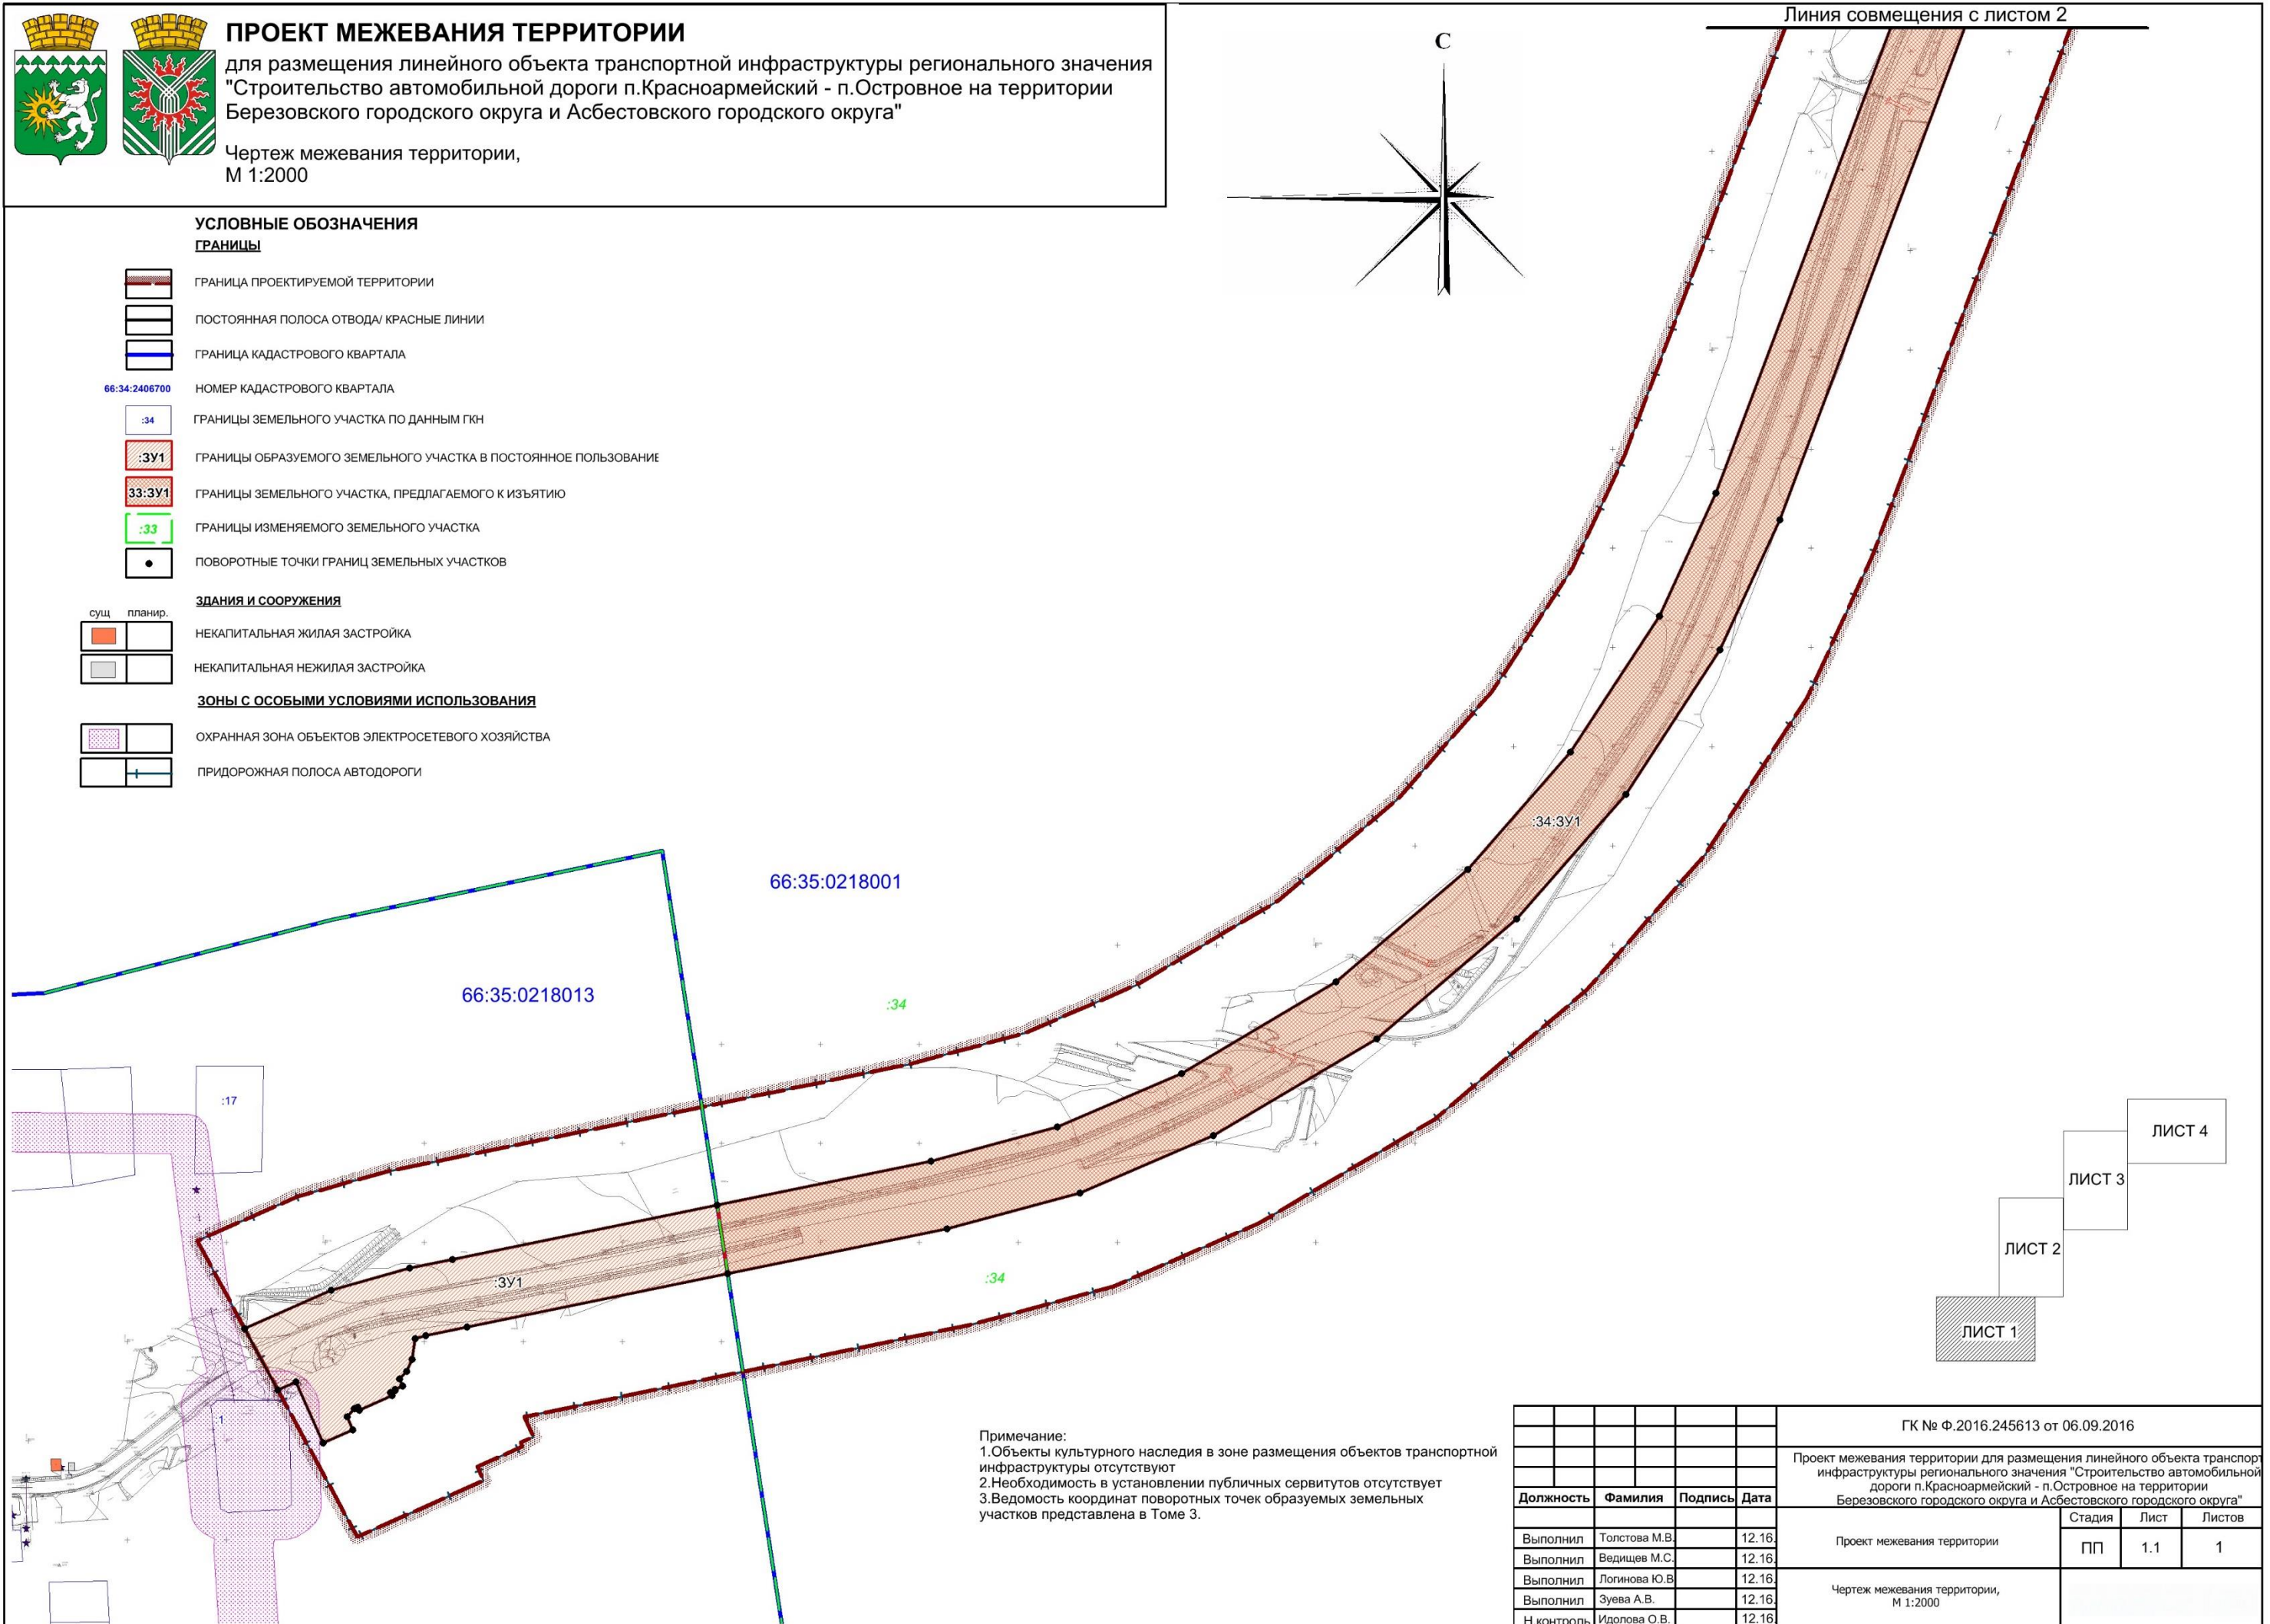 ПРОЕКТ МЕЖЕВАНИЯ ТЕРРИТОРИИ
для размещения линейного объекта транспортной инфраструктуры регионального значения
"Строительство автомобильной дороги п.Красноармейский - п.Островное на территории
Березовского городского округа и Асбестовского городского округа"
Чертеж межевания территории,
М 1:2000
Линия совмещения с листом 2
С
УСЛОВНЫЕ ОБОЗНАЧЕНИЯ
ГРАНИЦЫ
ГРАНИЦА ПРОЕКТИРУЕМОЙ ТЕРРИТОРИИ
ПОСТОЯННАЯ ПОЛОСА ОТВОДА/ КРАСНЫЕ ЛИНИИ
ГРАНИЦА КАДАСТРОВОГО КВАРТАЛА
66:34:2406700 НОМЕР КАДАСТРОВОГО КВАРТАЛА
:34 ГРАНИЦЫ ЗЕМЕЛЬНОГО УЧАСТКА ПО ДАННЫМ ГКН
:ЗУ1 ГРАНИЦЫ ОБРАЗУЕМОГО ЗЕМЕЛЬНОГО УЧАСТКА В ПОСТОЯННОЕ ПОЛЬЗОВАНИЕ
33:ЗУ1 ГРАНИЦЫ ЗЕМЕЛЬНОГО УЧАСТКА, ПРЕДЛАГАЕМОГО К ИЗЪЯТИЮ
:33 ГРАНИЦЫ ИЗМЕНЯЕМОГО ЗЕМЕЛЬНОГО УЧАСТКА
ПОВОРОТНЫЕ ТОЧКИ ГРАНИЦ ЗЕМЕЛЬНЫХ УЧАСТКОВ
ЗДАНИЯ И СООРУЖЕНИЯ
сущ планир.
НЕКАПИТАЛЬНАЯ ЖИЛАЯ ЗАСТРОЙКА
НЕКАПИТАЛЬНАЯ НЕЖИЛАЯ ЗАСТРОЙКА
ЗОНЫ С ОСОБЫМИ УСЛОВИЯМИ ИСПОЛЬЗОВАНИЯ
ОХРАННАЯ ЗОНА ОБЪЕКТОВ ЭЛЕКТРОСЕТЕВОГО ХОЗЯЙСТВА
ПРИДОРОЖНАЯ ПОЛОСА АВТОДОРОГИ
:34:ЗУ1
66:35:0218001
66:35:0218013
:34
:17
:ЗУ1
:34
:1
ЛИСТ 4
ЛИСТ 3
ЛИСТ 2
ЛИСТ 1
Примечание:
1.Объекты культурного наследия в зоне размещения объектов транспортной
инфраструктуры отсутствуют
2.Необходимость в установлении публичных сервитутов отсутствует
3.Ведомость координат поворотных точек образуемых земельных
участков представлена в Томе 3.
ГК № Ф.2016.245613 от 06.09.2016
Проект межевания территории для размещения линейного объекта транспорт
инфраструктуры регионального значения "Строительство автомобильной
дороги п.Красноармейский - п.Островное на территории
Березовского городского округа и Асбестовского городского округа"
Должность Фамилия Подпись Дата
Выполнил Толстова М.В. 12.16.
Выполнил Ведищев М.С. 12.16.
Выполнил Логинова Ю.В 12.16.
Выполнил Зуева А.В. 12.16.
Н.контроль Идолова О.В. 12.16
Проект межевания территории
Стадия Лист Листов
ПП 1.1 1
Чертеж межевания территории,
М 1:2000